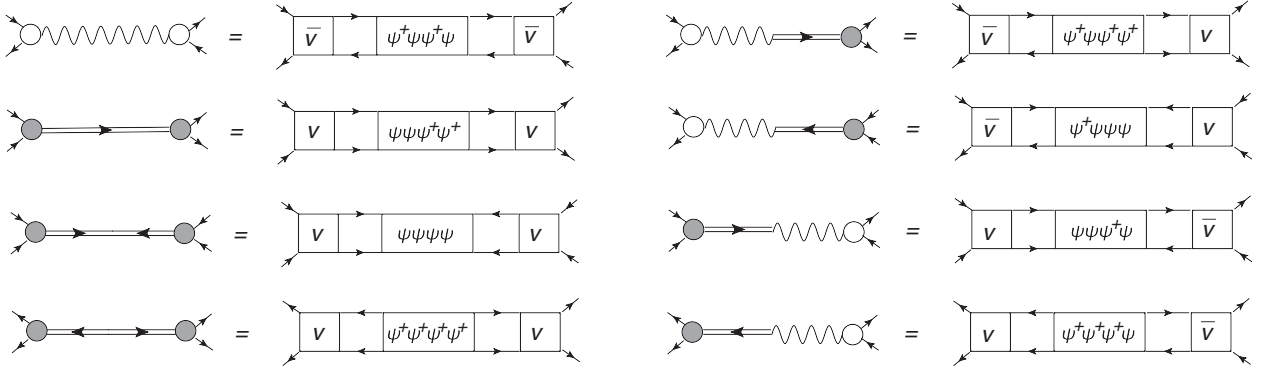 = V̄ ψ⁺ψψ⁺ψ V̄
= V̄ ψ⁺ψψ⁺ψ⁺ V
= V ψψψ⁺ψ⁺ V
= V̄ ψ⁺ψψψ V
= V ψψψψ V
= V ψψψ⁺ψ V̄
= V ψ⁺ψ⁺ψ⁺ψ⁺ V
= V ψ⁺ψ⁺ψ⁺ψ V̄